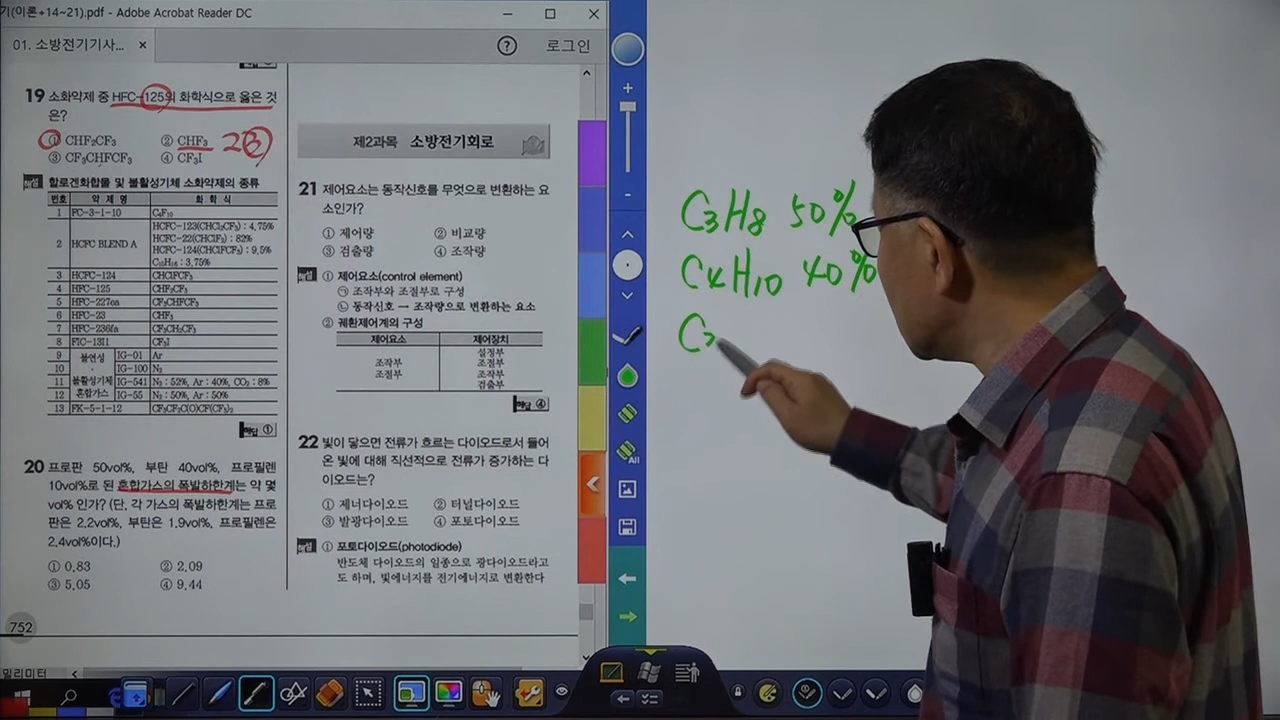 기(이론+14~21).pdf - Adobe Acrobat Reader DC
01. 소방전기기사... ×
로그인
19 소화약제 중 HFC-125의 화학식으로 옳은 것
은?
① CHF₂CF₃ ② CHF₃
③ CF₃CHFCF₃ ④ CF₃I
23
해설 할로겐화합물 및 불활성기체 소화약제의 종류
번호 약 제 명 화 학 식
1 FC-3-1-10 C₄F₁₀
2 HCFC BLEND A
HCFC-123(CHCl₂CF₃) : 4.75%
HCFC-22(CHClF₂) : 82%
HCFC-124(CHClFCF₃) : 9.5%
C₁₀H₁₆ : 3.75%
3 HCFC-124 CHClFCF₃
4 HFC-125 CHF₂CF₃
5 HFC-227ea CF₃CHFCF₃
6 HFC-23 CHF₃
7 HFC-236fa CF₃CH₂CF₃
8 FIC-13I1 CF₃I
9 불연성 IG-01 Ar
10 · IG-100 N₂
11 불활성기체 IG-541 N₂ : 52%, Ar : 40%, CO₂ : 8%
12 혼합가스 IG-55 N₂ : 50%, Ar : 50%
13 FK-5-1-12 CF₃CF₂C(O)CF(CF₃)₂
해답 ①
20 프로판 50vol%, 부탄 40vol%, 프로필렌
10vol%로 된 혼합가스의 폭발하한계는 약 몇
vol% 인가? (단, 각 가스의 폭발하한계는 프로
판은 2.2vol%, 부탄은 1.9vol%, 프로필렌은
2.4vol%이다.)
① 0.83 ② 2.09
③ 5.05 ④ 9.44
752
제2과목 소방전기회로
21 제어요소는 동작신호를 무엇으로 변환하는 요
소인가?
① 제어량 ② 비교량
③ 검출량 ④ 조작량
해설 ① 제어요소(control element)
㉠ 조작부와 조절부로 구성
㉡ 동작신호 → 조작량으로 변환하는 요소
② 궤환제어계의 구성
제어요소 제어장치
조작부
조절부
설정부
조절부
조작부
검출부
해답 ④
22 빛이 닿으면 전류가 흐르는 다이오드로서 들어
온 빛에 대해 직선적으로 전류가 증가하는 다
이오드는?
① 제너다이오드 ② 터널다이오드
③ 발광다이오드 ④ 포토다이오드
해설 ① 포토다이오드(photodiode)
반도체 다이오드의 일종으로 광다이오드라고
도 하며, 빛에너지를 전기에너지로 변환한다
밀리미터
All
C₃H₈ 50%
C₄H₁₀ 40%
C₃